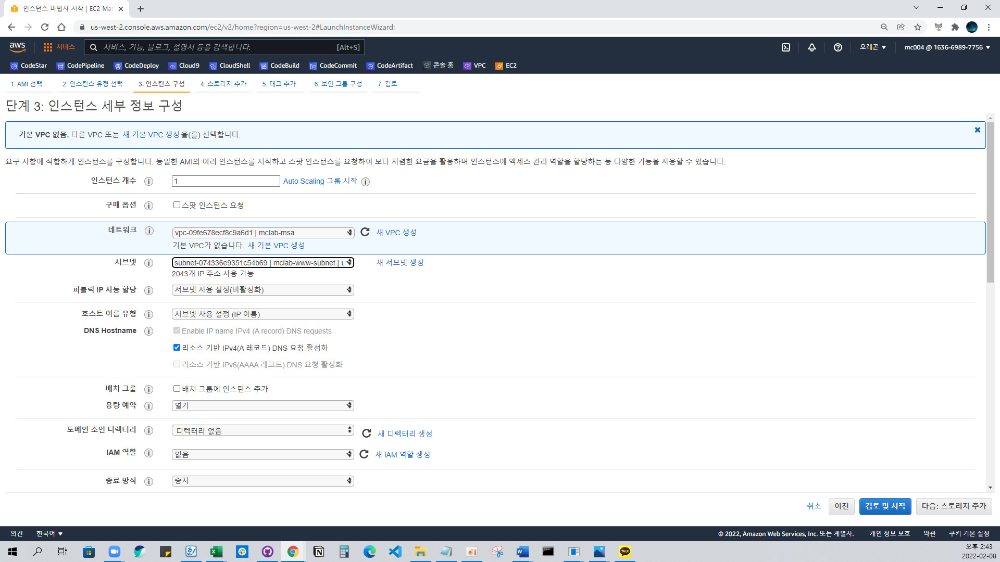 인스턴스 마법사 시작 | EC2 Mar
us-west-2.console.aws.amazon.com/ec2/v2/home?region=us-west-2#LaunchInstanceWizard:
aws 서비스 서비스, 기능, 블로그, 설명서 등을 검색합니다. [Alt+S] 오레곤 ▼ mc004 @ 1636-6989-7756 ▼
CodeStar CodePipeline CodeDeploy Cloud9 CloudShell CodeBuild CodeCommit CodeArtifact 콘솔 홈 VPC EC2
1. AMI 선택 2. 인스턴스 유형 선택 3. 인스턴스 구성 4. 스토리지 추가 5. 태그 추가 6. 보안 그룹 구성 7. 검토
단계 3: 인스턴스 세부 정보 구성
기본 VPC 없음. 다른 VPC 또는 새 기본 VPC 생성을(를) 선택합니다.
요구 사항에 적합하게 인스턴스를 구성합니다. 동일한 AMI의 여러 인스턴스를 시작하고 스팟 인스턴스를 요청하여 보다 저렴한 요금을 활용하며 인스턴스에 액세스 관리 역할을 할당하는 등 다양한 기능을 사용할 수 있습니다.
인스턴스 개수 1 Auto Scaling 그룹 시작
구매 옵션 스팟 인스턴스 요청
네트워크 vpc-09fe678ecf8c9a6d1 | mclab-msa 새 VPC 생성
기본 VPC가 없습니다. 새 기본 VPC 생성.
서브넷 subnet-074336e9351c54b69 | mclab-www-subnet | u 새 서브넷 생성
2043개 IP 주소 사용 가능
퍼블릭 IP 자동 할당 서브넷 사용 설정(비활성화)
호스트 이름 유형 서브넷 사용 설정 (IP 이름)
DNS Hostname Enable IP name IPv4 (A record) DNS requests
리소스 기반 IPv4(A 레코드) DNS 요청 활성화
리소스 기반 IPv6(AAAA 레코드) DNS 요청 활성화
배치 그룹 배치 그룹에 인스턴스 추가
용량 예약 열기
도메인 조인 디렉터리 디렉터리 없음 새 디렉터리 생성
IAM 역할 없음 새 IAM 역할 생성
종료 방식 중지
취소 이전 검토 및 시작 다음: 스토리지 추가
의견 한국어 ▼ © 2022, Amazon Web Services, Inc. 또는 계열사. 개인 정보 보호 약관 쿠키 기본 설정
TALK
오후 2:43
2022-02-08